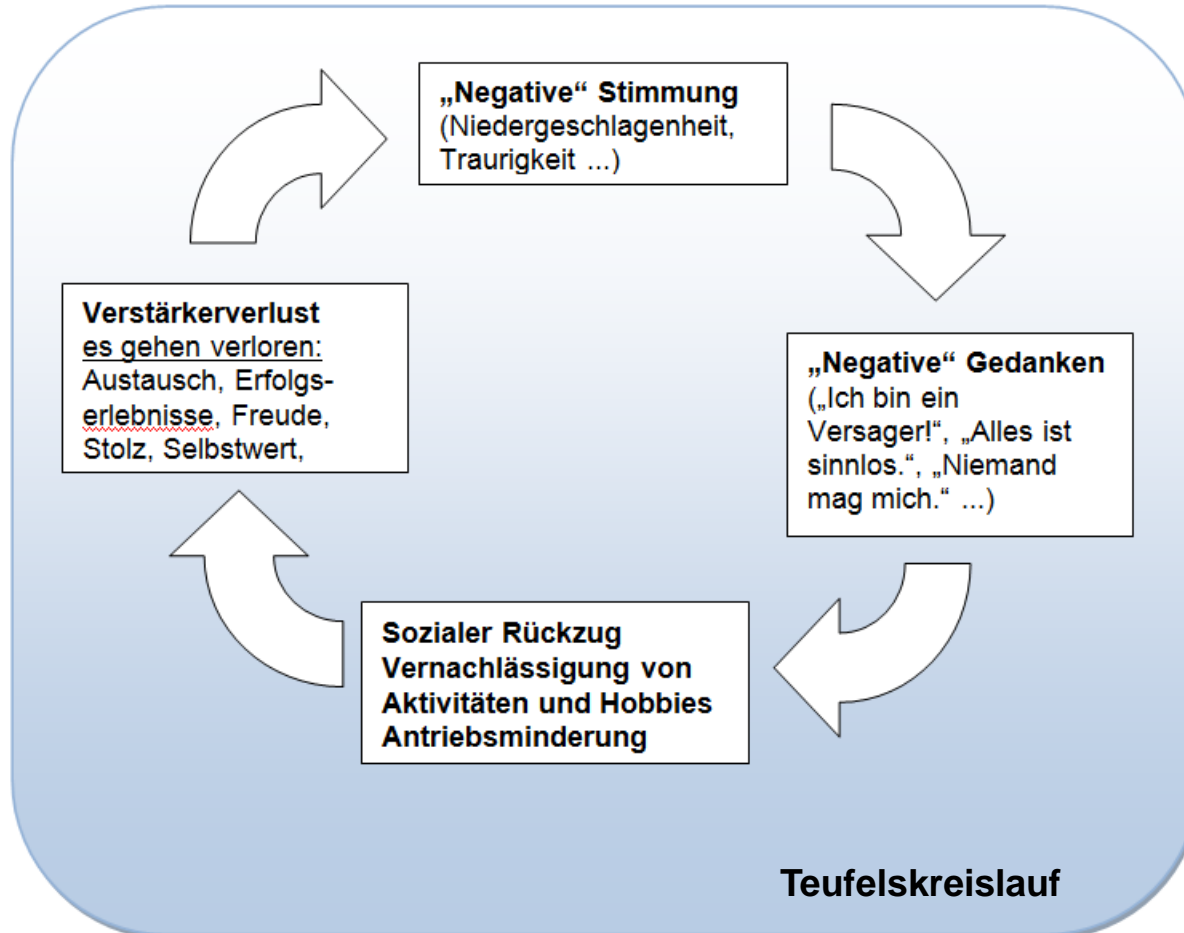 „Negative“ Stimmung
(Niedergeschlagenheit,
Traurigkeit ...)
„Negative“ Gedanken
(„Ich bin ein
Versager!“, „Alles ist
sinnlos.“, „Niemand
mag mich.“ ...)
Sozialer Rückzug
Vernachlässigung von
Aktivitäten und Hobbies
Antriebsminderung
Verstärkerverlust
es gehen verloren:
Austausch, Erfolgs-
erlebnisse, Freude,
Stolz, Selbstwert,
Teufelskreislauf